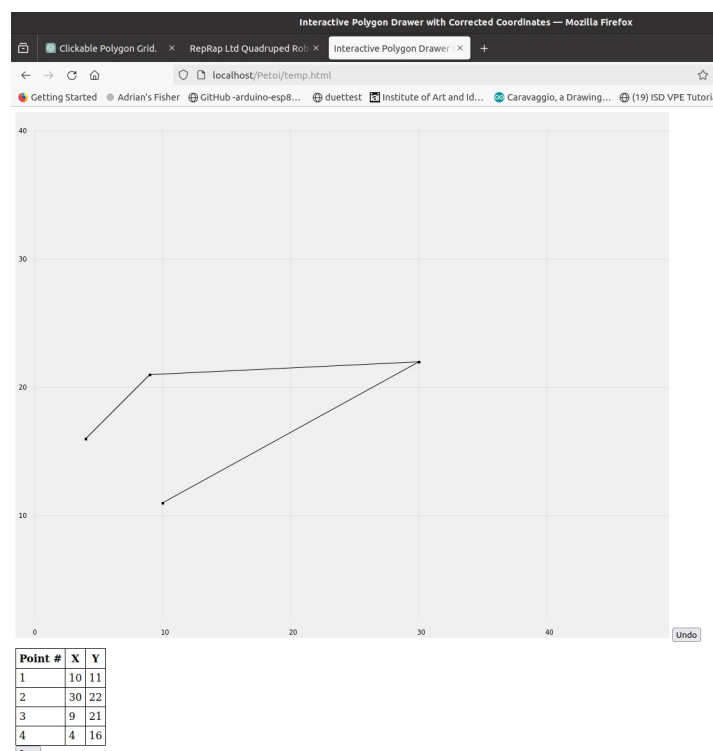 Interactive Polygon Drawer with Corrected Coordinates — Mozilla Firefox
Clickable Polygon Grid. × RepRap Ltd Quadruped Rob × Interactive Polygon Drawer × +
localhost/Petoi/temp.html
Getting Started Adrian's Fisher GitHub -arduino-esp8... duettest Institute of Art and Id... Caravaggio, a Drawing... (19) ISD VPE Tutori
40
30
20
10
0 10 20 30 40
Undo
Point # X Y
1 10 11
2 30 22
3 9 21
4 4 16